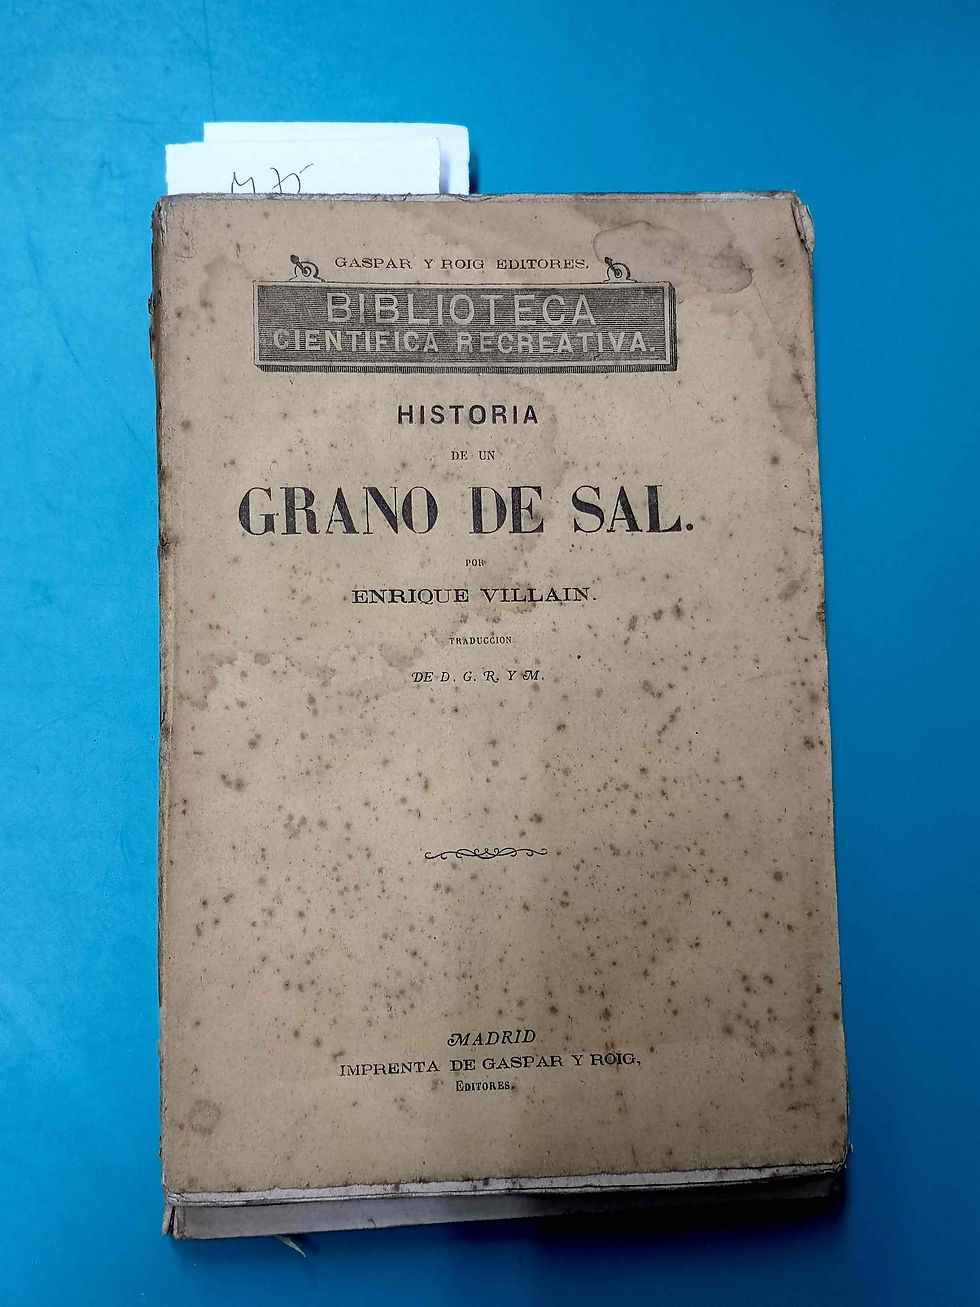 GASPAR Y ROIG EDITORES.
BIBLIOTECA
CIENTIFICA RECREATIVA.
HISTORIA
DE UN
GRANO DE SAL.
POR
ENRIQUE VILLAIN.
TRADUCCION
DE D. G. R. Y M.
MADRID
IMPRENTA DE GASPAR Y ROIG,
EDITORES.